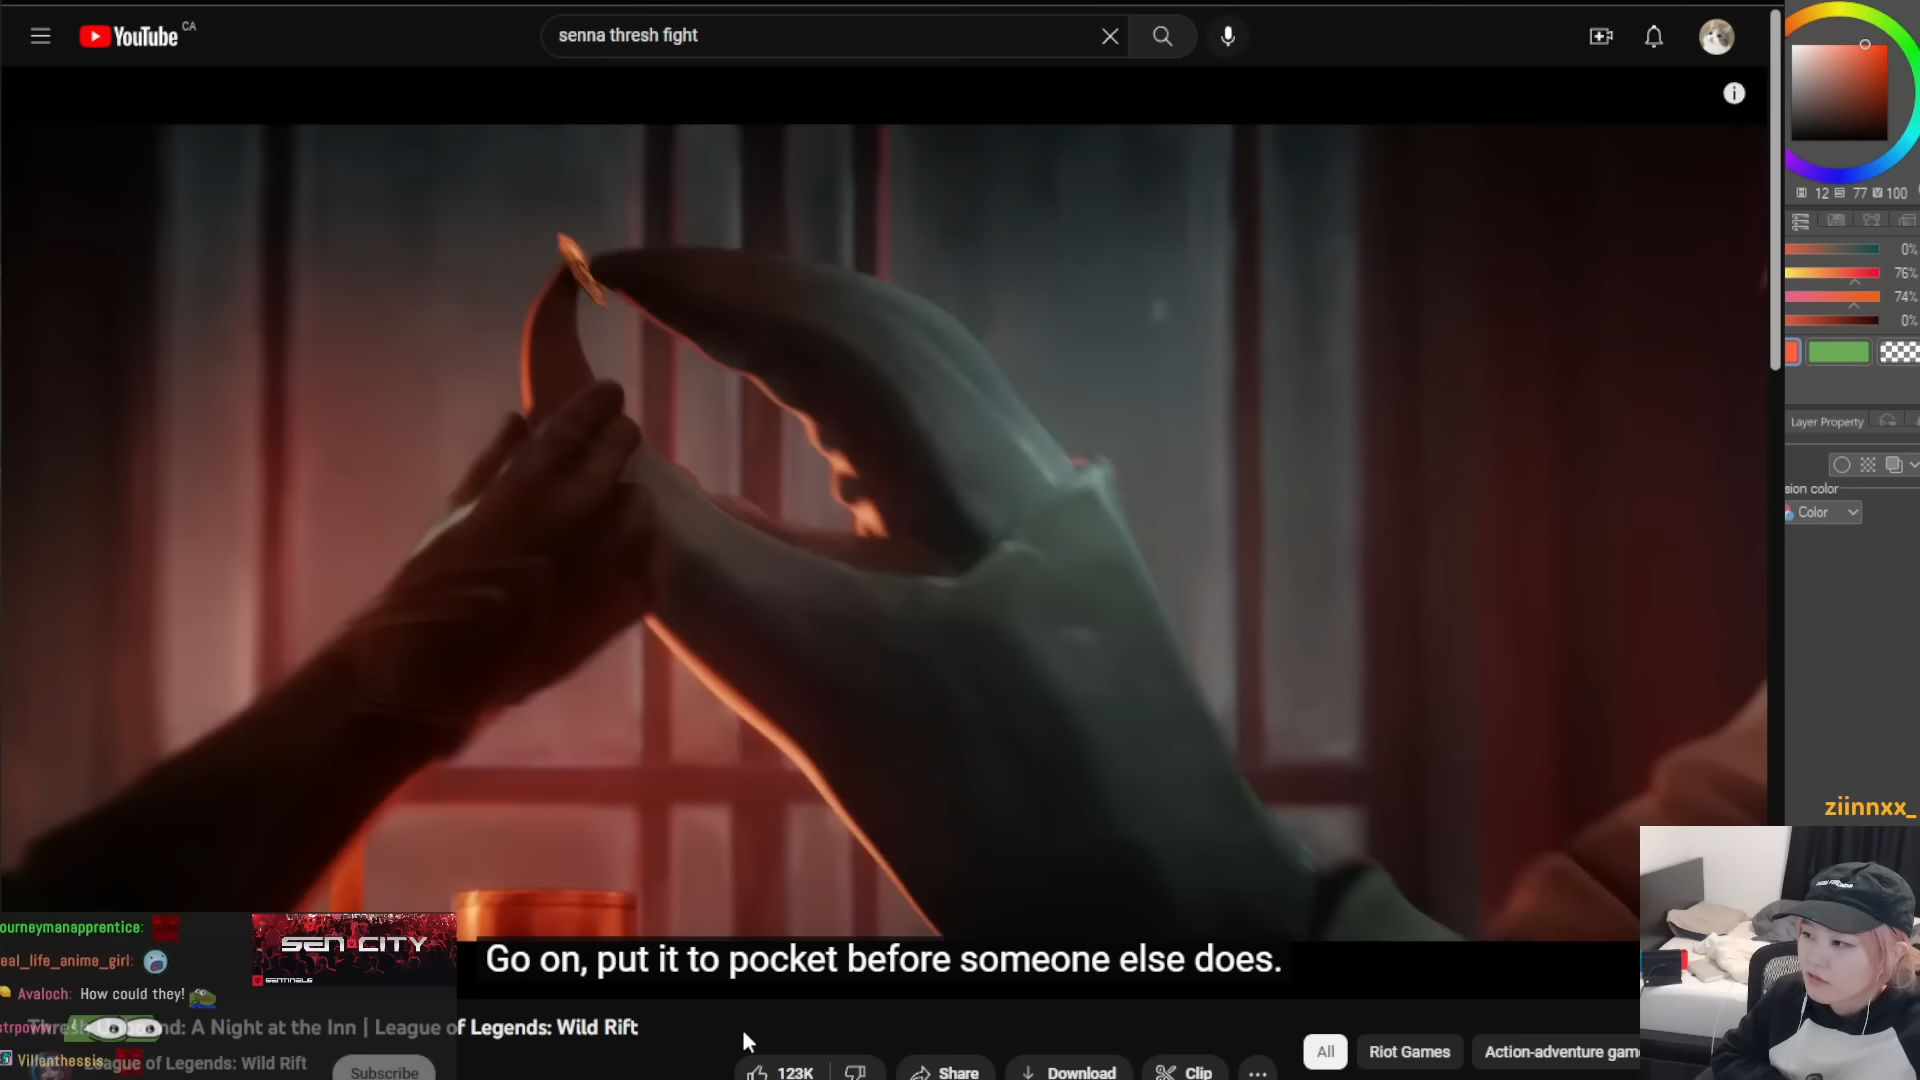 YouTube CA
senna thresh fight
12 77 100
0%
76%
74%
0%
Layer Property
sion color
Color
ziinnxx_
Go on, put it to pocket before someone else does.
ourneymanapprentice:
eal_life_anime_girl:
Avaloch: How could they!
strpoww
Villenthessis:
SEN CITY
SENTINELS
d: A Night at the Inn | League of Legends: Wild Rift
League of Legends: Wild Rift
Subscribe
123K
Share
Download
Clip
All
Riot Games
Action-adventure gam